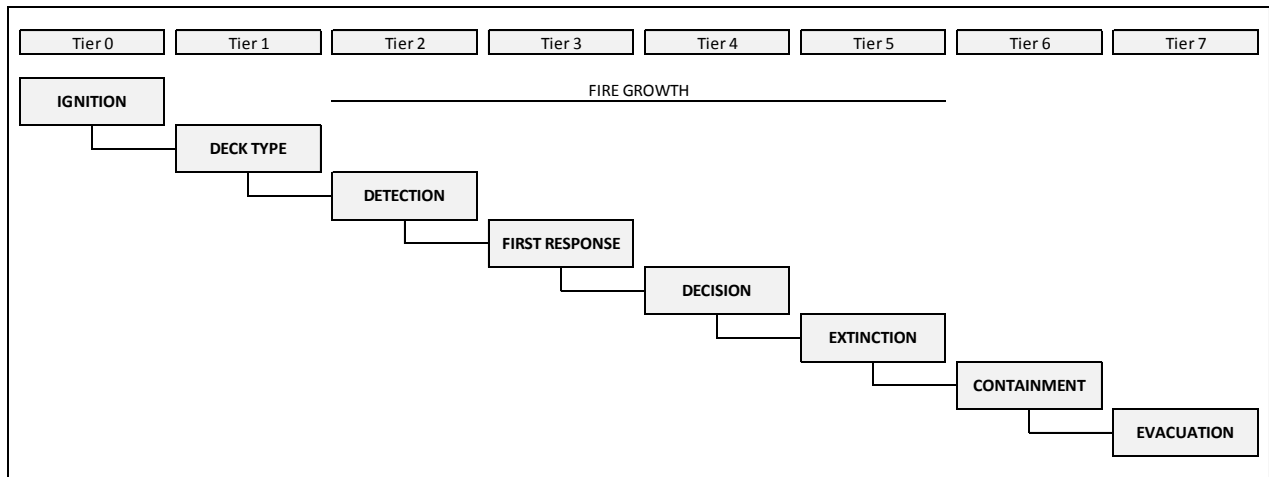 Tier 0 Tier 1 Tier 2 Tier 3 Tier 4 Tier 5 Tier 6 Tier 7
FIRE GROWTH
IGNITION
DECK TYPE
DETECTION
FIRST RESPONSE
DECISION
EXTINCTION
CONTAINMENT
EVACUATION